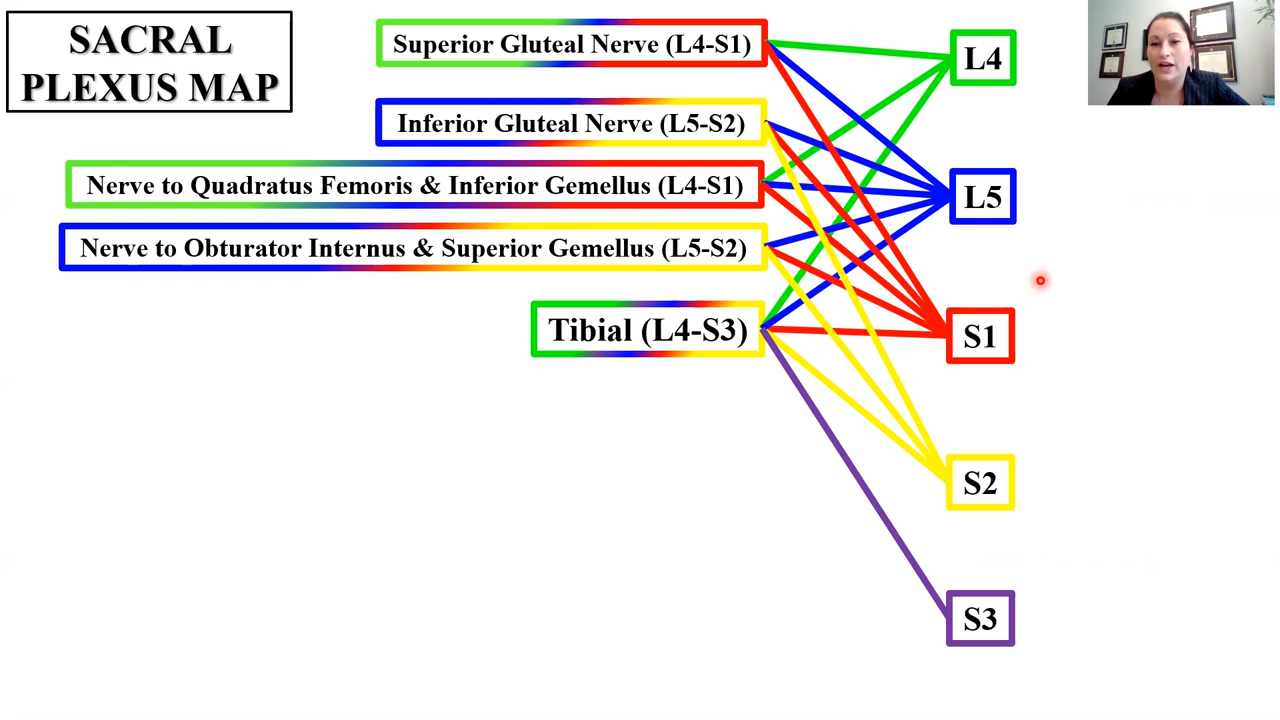 SACRAL
PLEXUS MAP
Superior Gluteal Nerve (L4-S1)
Inferior Gluteal Nerve (L5-S2)
Nerve to Quadratus Femoris & Inferior Gemellus (L4-S1)
Nerve to Obturator Internus & Superior Gemellus (L5-S2)
Tibial (L4-S3)
L4
L5
S1
S2
S3